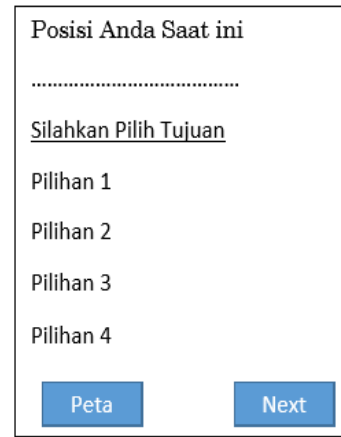 Posisi Anda Saat ini
.......................................
Silahkan Pilih Tujuan
Pilihan 1
Pilihan 2
Pilihan 3
Pilihan 4
Peta Next